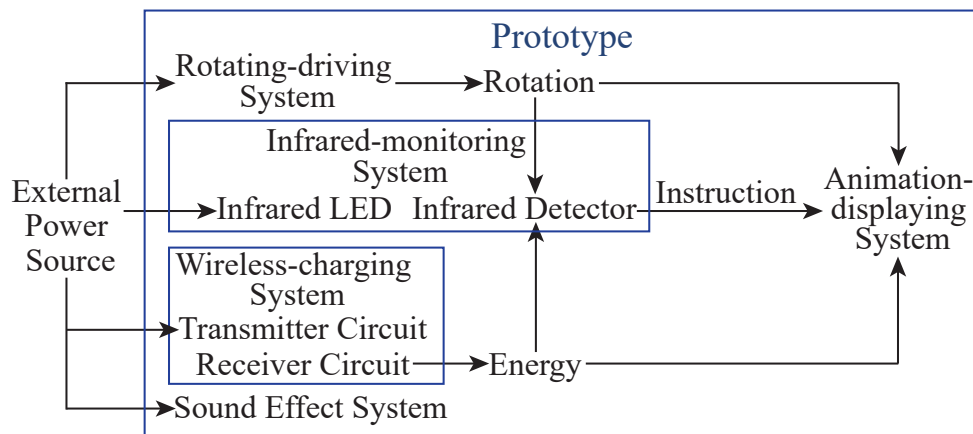 Prototype
Rotating-driving
System
Rotation
Infrared-monitoring
System
External
Power
Source
Infrared LED
Infrared Detector
Instruction
Animation-
displaying
System
Wireless-charging
System
Transmitter Circuit
Receiver Circuit
Energy
Sound Effect System